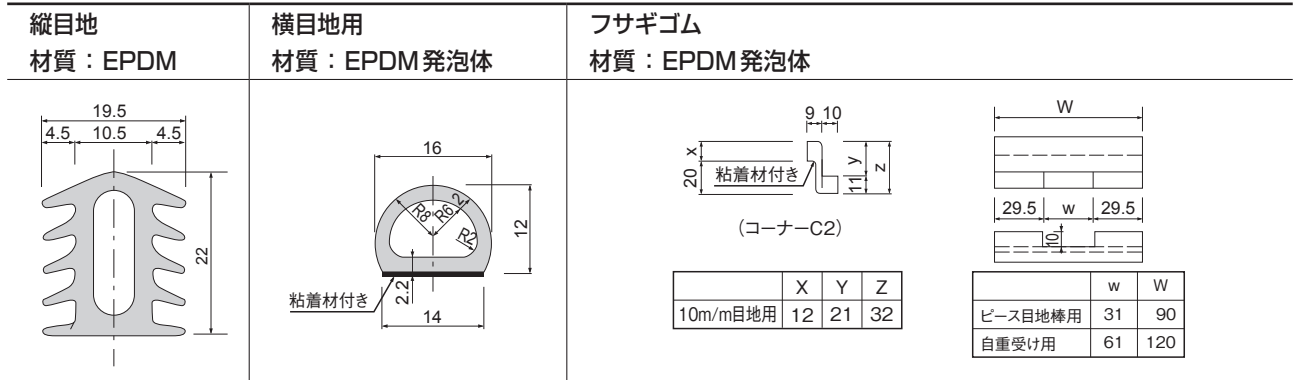 縦目地
材質：EPDM
横目地用
材質：EPDM発泡体
フサギゴム
材質：EPDM発泡体
19.5
4.5 10.5 4.5
22
16
R8 R6 2
R2
12
2.2
粘着材付き
14
9 10
x
20
粘着材付き
y
11
z
（コーナーC2）
X Y Z
10m/m目地用 12 21 32
W
29.5 w 29.5
10
w W
ピース目地棒用 31 90
自重受け用 61 120